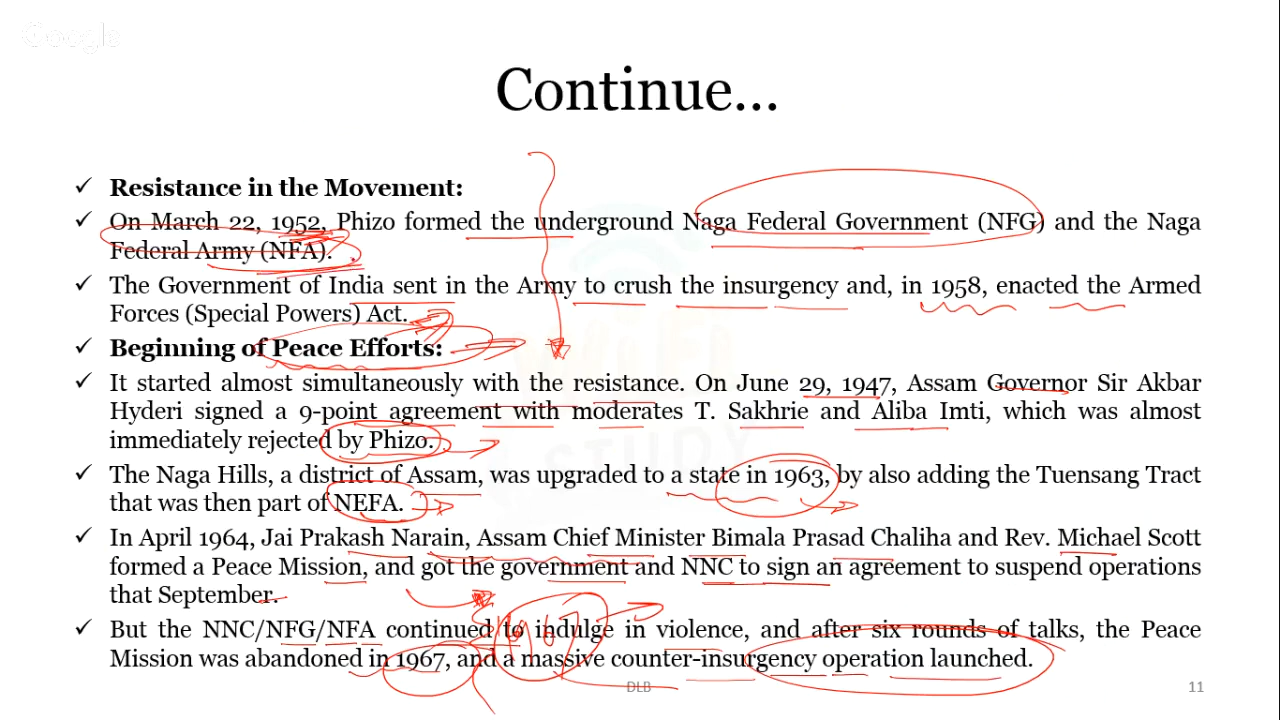 Google
Continue...
✓ Resistance in the Movement:
✓ On March 22, 1952, Phizo formed the underground Naga Federal Government (NFG) and the Naga
Federal Army (NFA).
✓ The Government of India sent in the Army to crush the insurgency and, in 1958, enacted the Armed
Forces (Special Powers) Act.
✓ Beginning of Peace Efforts:
✓ It started almost simultaneously with the resistance. On June 29, 1947, Assam Governor Sir Akbar
Hyderi signed a 9-point agreement with moderates T. Sakhrie and Aliba Imti, which was almost
immediately rejected by Phizo.
✓ The Naga Hills, a district of Assam, was upgraded to a state in 1963, by also adding the Tuensang Tract
that was then part of NEFA.
✓ In April 1964, Jai Prakash Narain, Assam Chief Minister Bimala Prasad Chaliha and Rev. Michael Scott
formed a Peace Mission, and got the government and NNC to sign an agreement to suspend operations
that September.
✓ But the NNC/NFG/NFA continued to indulge in violence, and after six rounds of talks, the Peace
Mission was abandoned in 1967, and a massive counter-insurgency operation launched.
1967
DLB
11